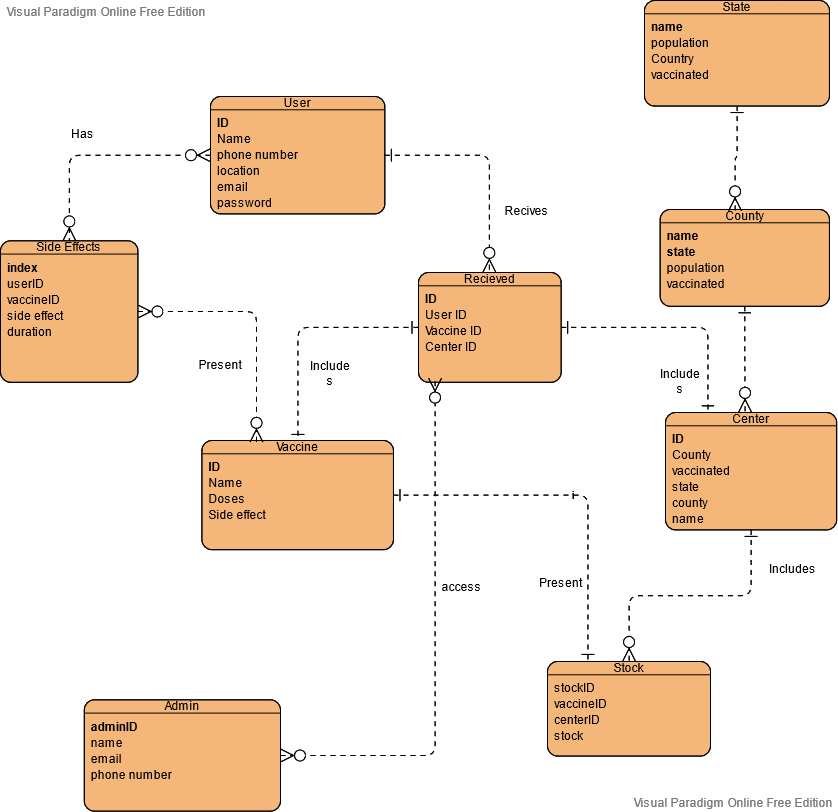 Visual Paradigm Online Free Edition
State
name
population
Country
vaccinated
User
ID
Name
phone number
location
email
password
Has
Recives
County
name
state
population
vaccinated
Side Effects
index
userID
vaccineID
side effect
duration
Recieved
ID
User ID
Vaccine ID
Center ID
Present
Include
s
Include
s
Center
ID
County
vaccinated
state
county
name
Vaccine
ID
Name
Doses
Side effect
access
Present
Includes
Stock
stockID
vaccineID
centerID
stock
Admin
adminID
name
email
phone number
Visual Paradigm Online Free Edition